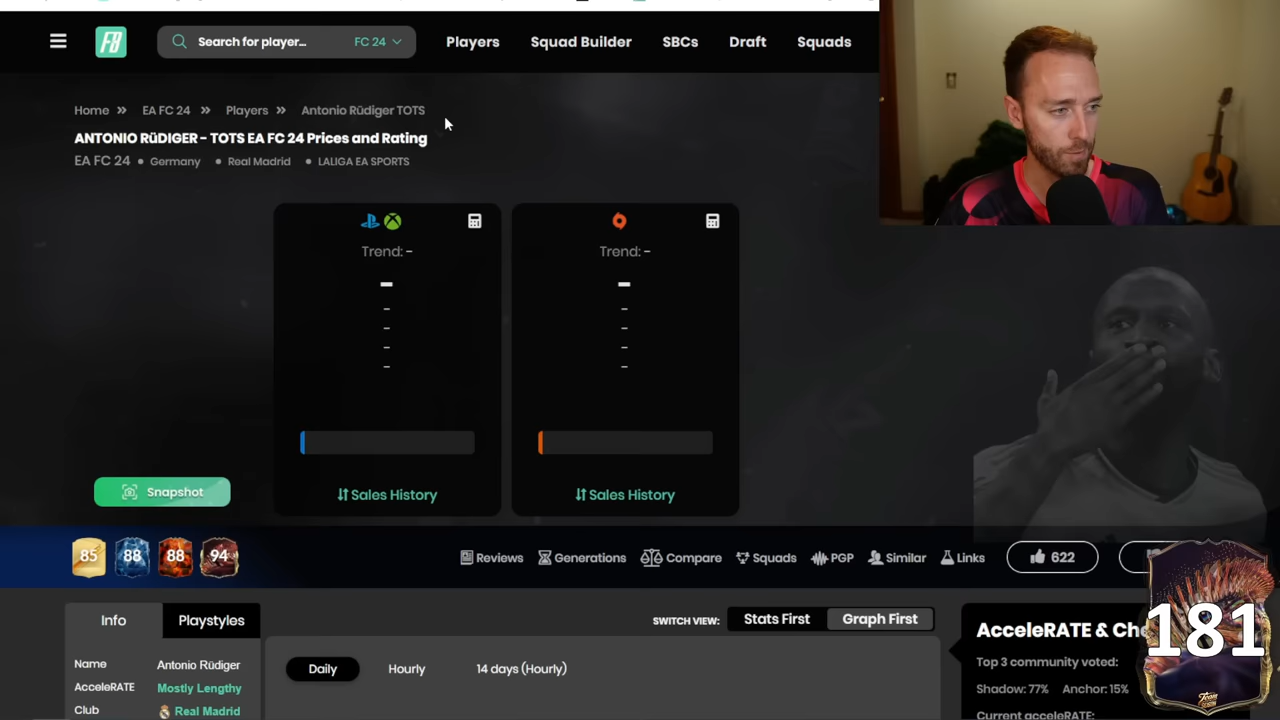 FB
Search for player...
FC 24
Players
Squad Builder
SBCs
Draft
Squads
Home » EA FC 24 » Players » Antonio Rüdiger TOTS
ANTONIO RüDIGER - TOTS EA FC 24 Prices and Rating
EA FC 24 • Germany • Real Madrid • LALIGA EA SPORTS
Trend: -
Trend: -
-
-
-
-
-
-
-
-
-
-
Sales History
Sales History
Snapshot
85
88
88
94
Reviews
Generations
Compare
Squads
PGP
Similar
Links
622
181
Info
Playstyles
SWITCH VIEW:
Stats First
Graph First
AcceleRATE & Che
Top 3 community voted:
Name Antonio Rüdiger
Daily
Hourly
14 days (Hourly)
AcceleRATE Mostly Lengthy
Shadow: 77% Anchor: 15%
Club Real Madrid
Current acceleRATE: